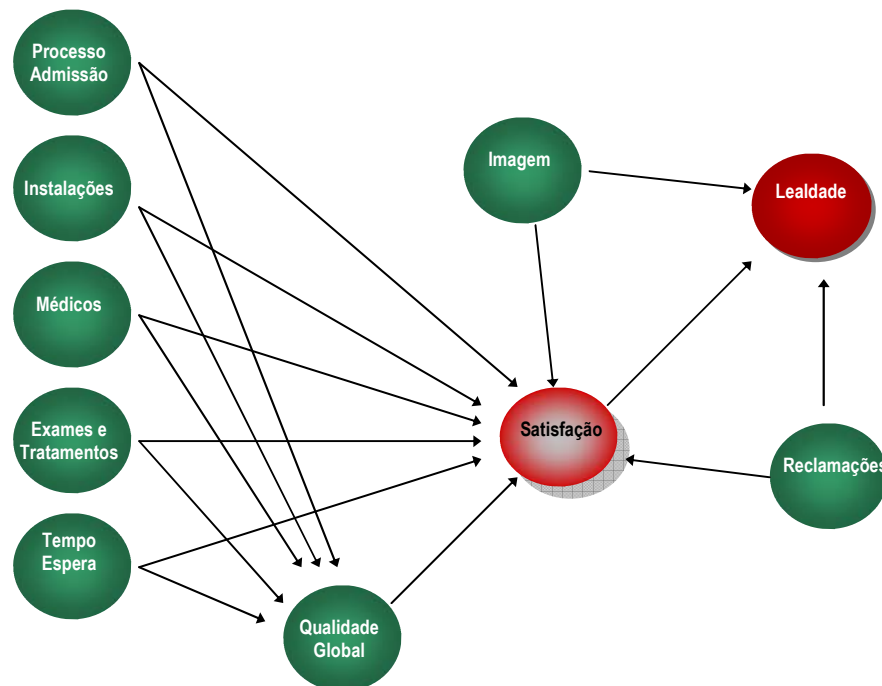 Processo
Admissão
Instalações
Médicos
Exames e
Tratamentos
Tempo
Espera
Qualidade
Global
Imagem
Satisfação
Lealdade
Reclamações